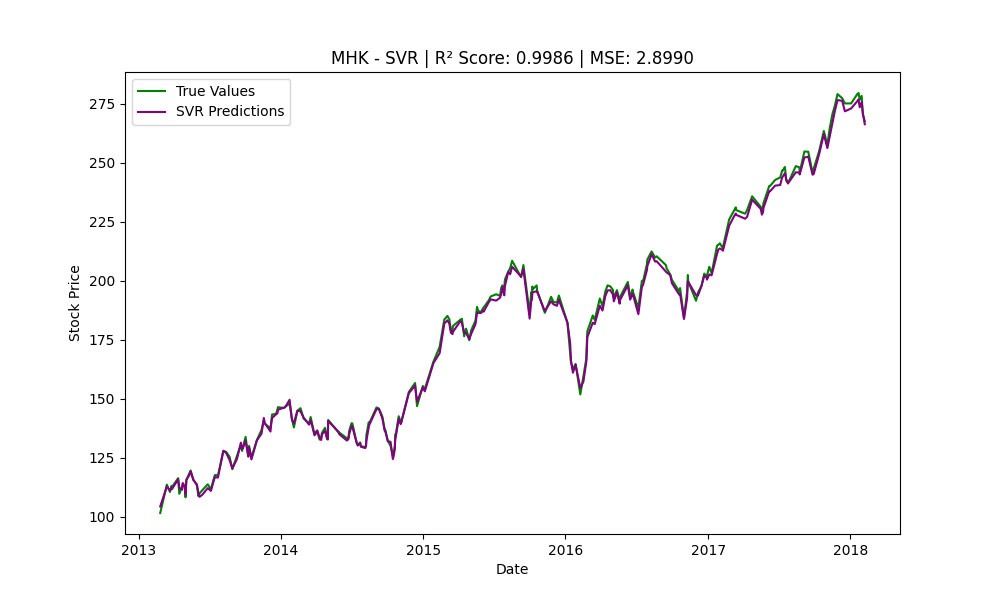 MHK - SVR | R² Score: 0.9986 | MSE: 2.8990
True Values
SVR Predictions
Stock Price
275
250
225
200
175
150
125
100
2013 2014 2015 2016 2017 2018
Date